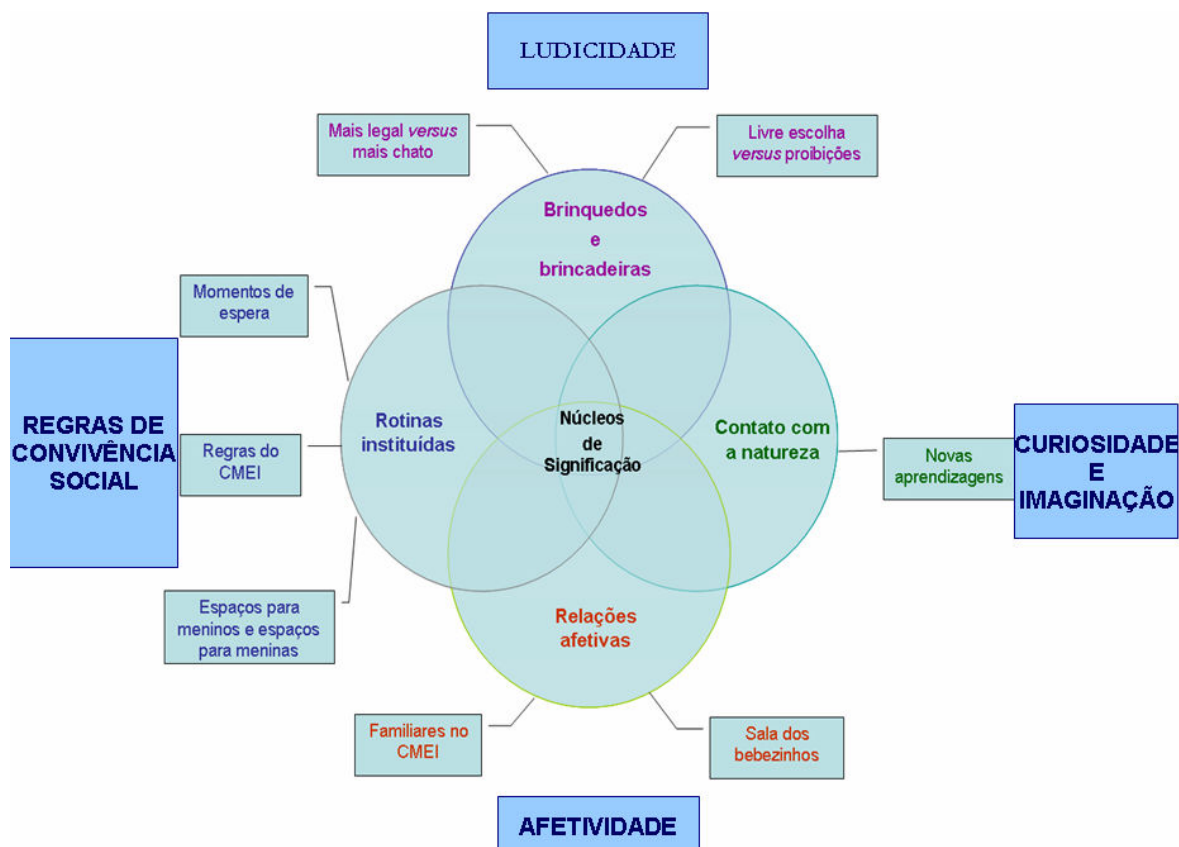 LUDICIDADE
Mais legal versus
mais chato
Livre escolha
versus proibições
Brinquedos
e
brincadeiras
Momentos de
espera
REGRAS DE
CONVIVÊNCIA
SOCIAL
Regras do
CMEI
Rotinas
instituídas
Núcleos
de
Significação
Contato com
a natureza
Novas
aprendizagens
CURIOSIDADE
E
IMAGINAÇÃO
Espaços para
meninos e espaços
para meninas
Relações
afetivas
Familiares no
CMEI
Sala dos
bebezinhos
AFETIVIDADE